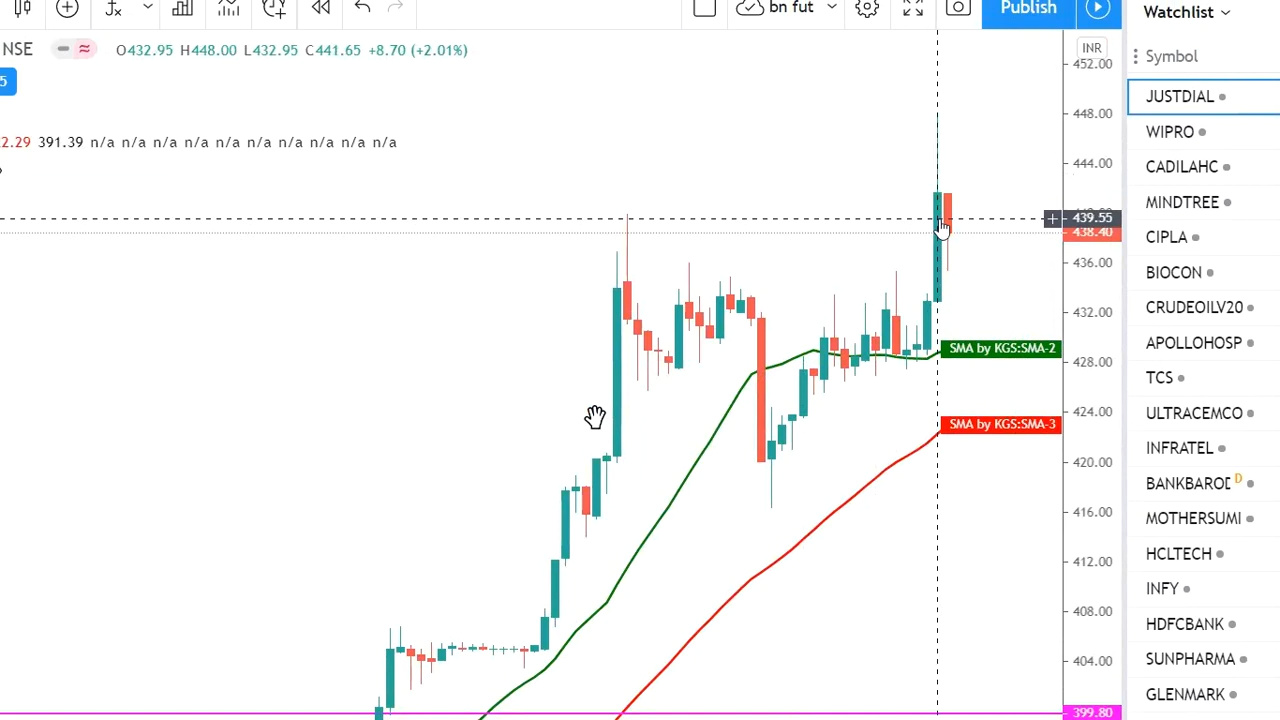 bn fut
Publish
Watchlist
NSE
O432.95 H448.00 L432.95 C441.65 +8.70 (+2.01%)
INR
Symbol
5
2.29 391.39 n/a n/a n/a n/a n/a n/a n/a n/a n/a n/a
452.00
448.00
444.00
439.55
438.40
436.00
432.00
428.00
424.00
420.00
416.00
412.00
408.00
404.00
399.80
SMA by KGS:SMA-2
SMA by KGS:SMA-3
JUSTDIAL
WIPRO
CADILAHC
MINDTREE
CIPLA
BIOCON
CRUDEOILV20
APOLLOHOSP
TCS
ULTRACEMCO
INFRATEL
BANKBAROD D
MOTHERSUMI
HCLTECH
INFY
HDFCBANK
SUNPHARMA
GLENMARK